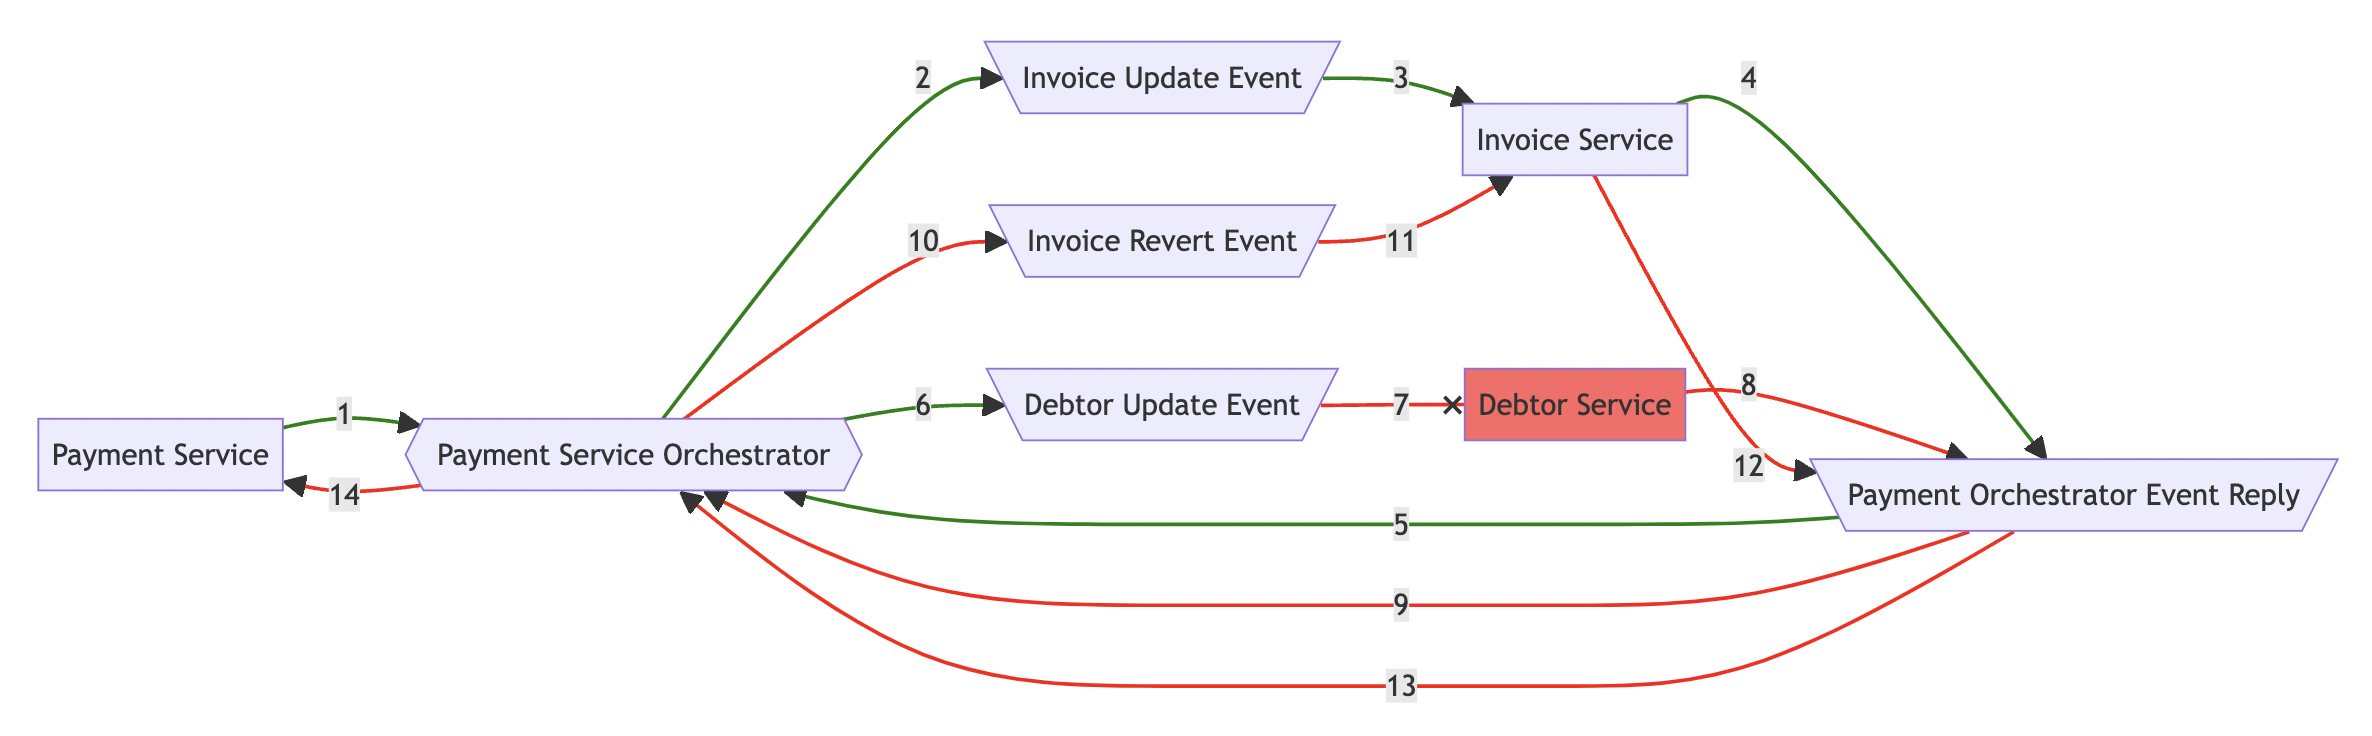 2
Invoice Update Event
3
4
Invoice Service
10
Invoice Revert Event
11
1
6
Debtor Update Event
7
Debtor Service
8
Payment Service
Payment Service Orchestrator
12
14
Payment Orchestrator Event Reply
5
9
13